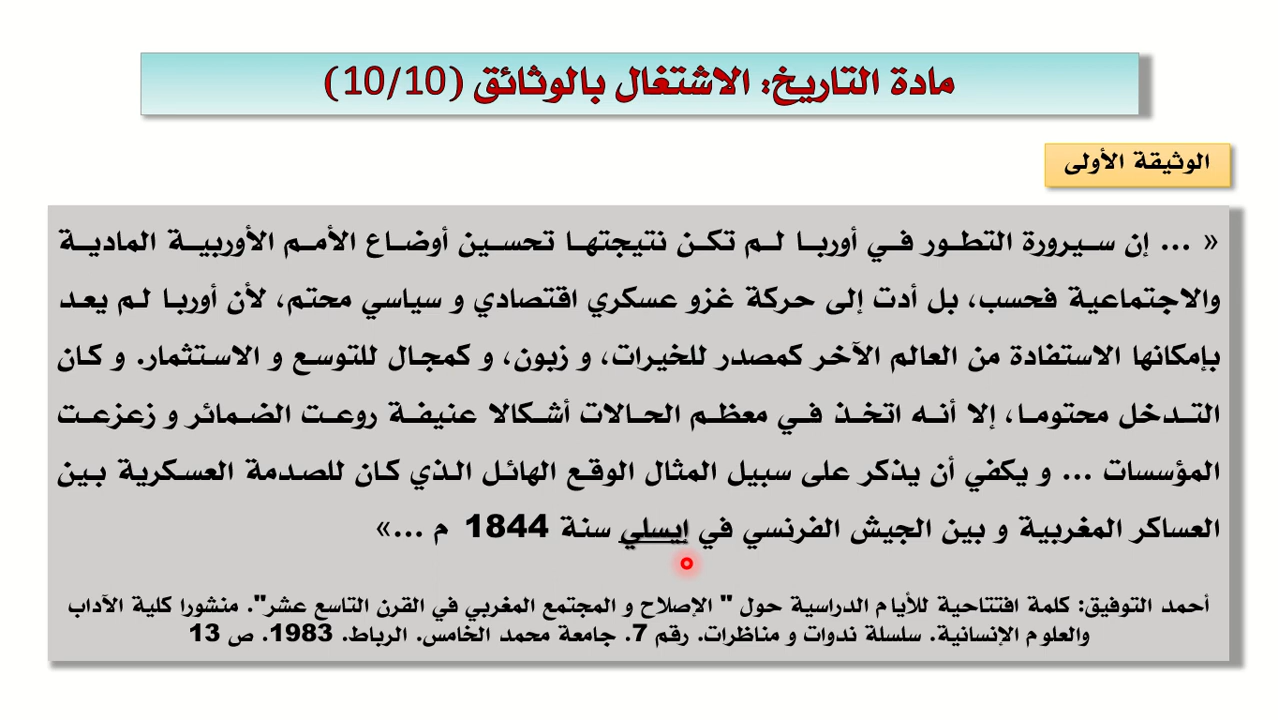 مادة التاريخ: الاشتغال بالوثائق (10/10)
الوثيقة الأولى
« ... إن سيرورة التطور في أوربا لم تكن نتيجتها تحسين أوضاع الأمم الأوربية المادية
والاجتماعية فحسب، بل أدت إلى حركة غزو عسكري اقتصادي و سياسي محتم، لأن أوربا لم يعد
بإمكانها الاستفادة من العالم الآخر كمصدر للخيرات، و زبون، و كمجال للتوسع و الاستثمار. و كان
التدخل محتوما، إلا أنه اتخذ في معظم الحالات أشكالا عنيفة روعت الضمائر و زعزعت
المؤسسات ... و يكفي أن يذكر على سبيل المثال الوقع الهائل الذي كان للصدمة العسكرية بين
العساكر المغربية و بين الجيش الفرنسي في إيسلي سنة 1844 م ...»
أحمد التوفيق: كلمة افتتاحية للأيام الدراسية حول " الإصلاح و المجتمع المغربي في القرن التاسع عشر". منشورا كلية الآداب
والعلوم الإنسانية. سلسلة ندوات و مناظرات. رقم 7. جامعة محمد الخامس. الرباط. 1983. ص 13